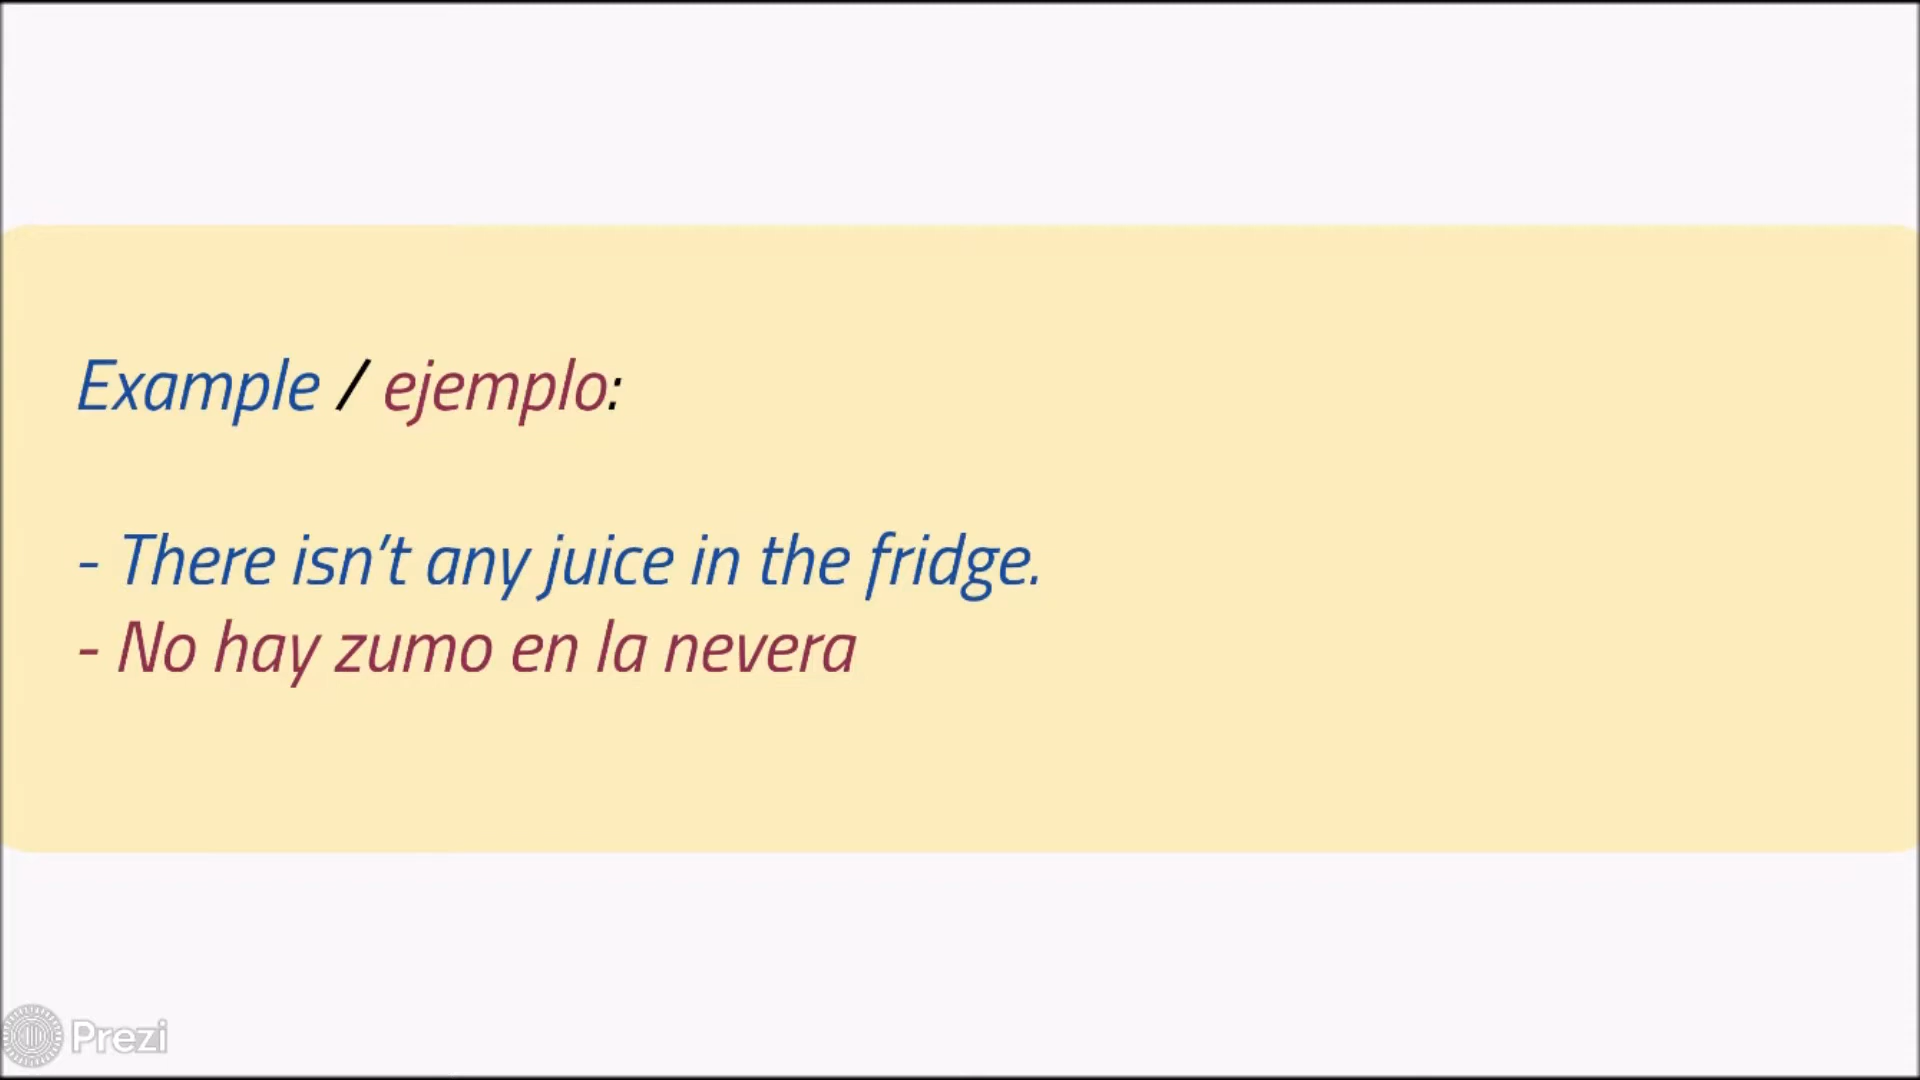 Example / ejemplo:
- There isn’t any juice in the fridge.
- No hay zumo en la nevera
Prezi